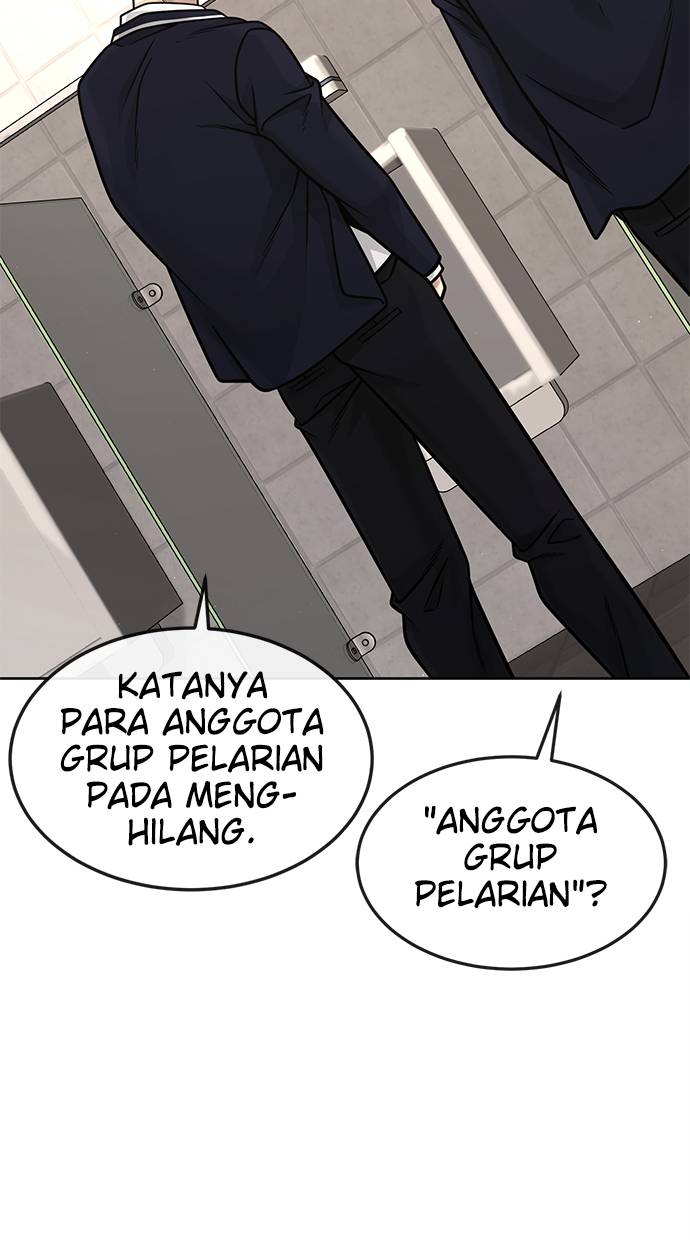 KATANYA
PARA ANGGOTA
GRUP PELARIAN
PADA MENG-
HILANG.
"ANGGOTA
GRUP
PELARIAN"?